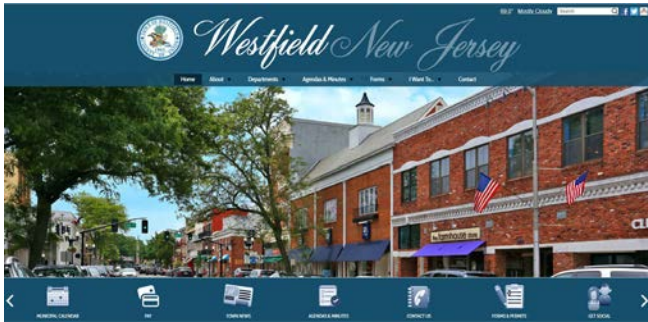 Mostly Cloudy Search
Westfield New Jersey
Home About Departments Agendas & Minutes Forms I Want To... Contact
the farmhouse store
MUNICIPAL CALENDAR PAY TOWN NEWS AGENDAS & MINUTES CONTACT US FORMS & PERMITS GET SOCIAL